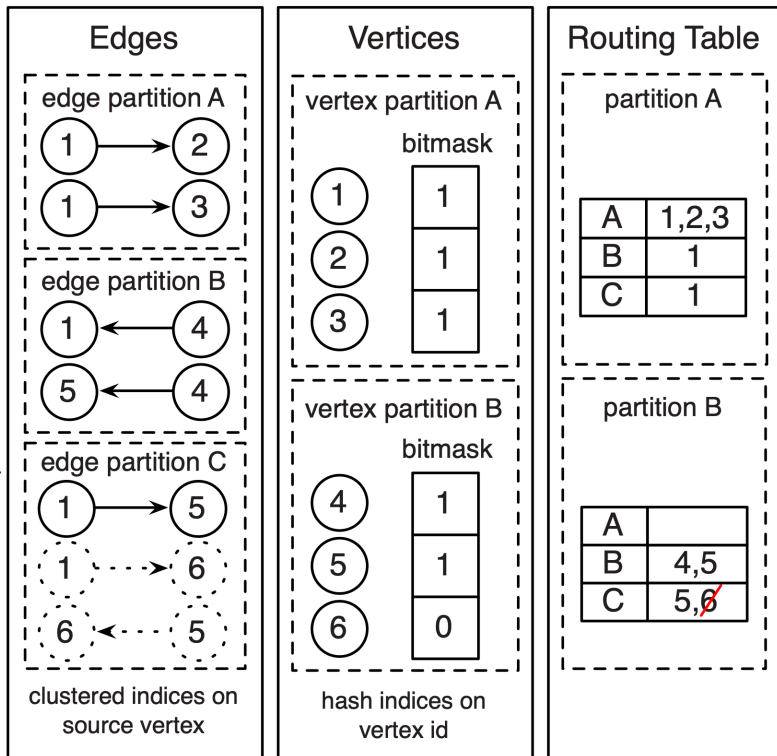 Edges
edge partition A
1 2
1 3
edge partition B
1 4
5 4
edge partition C
1 5
1 6
6 5
clustered indices on
source vertex
Vertices
vertex partition A
bitmask
1 1
2 1
3 1
vertex partition B
bitmask
4 1
5 1
6 0
hash indices on
vertex id
Routing Table
partition A
A 1,2,3
B 1
C 1
partition B
A
B 4,5
C 5,6